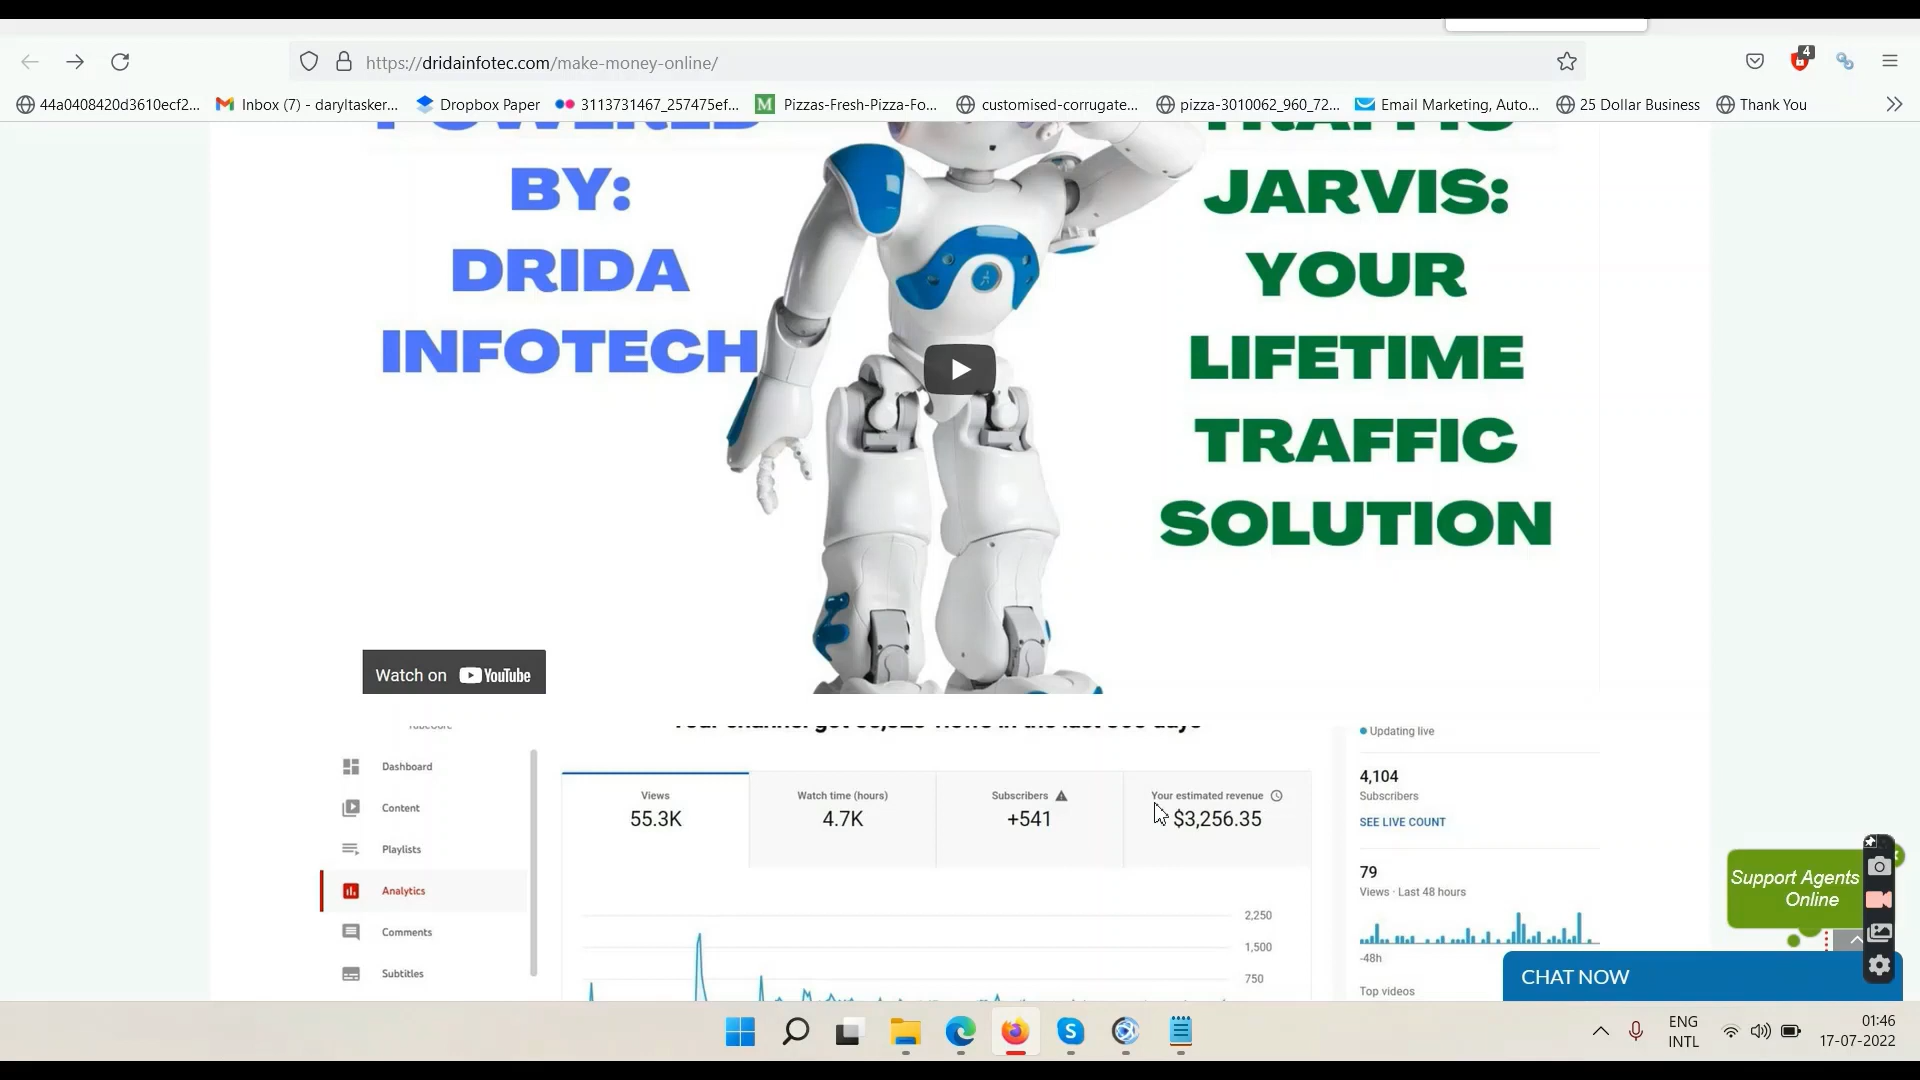 https://dridainfotec.com/make-money-online/
4
44a0408420d3610ecf2...
Inbox (7) - daryltasker...
Dropbox Paper
3113731467_257475ef...
M
Pizzas-Fresh-Pizza-Fo...
customised-corrugate...
pizza-3010062_960_72...
Email Marketing, Auto...
25 Dollar Business
Thank You
POWERED
BY:
DRIDA
INFOTECH
TRAFFIC
JARVIS:
YOUR
LIFETIME
TRAFFIC
SOLUTION
Watch on YouTube
Dashboard
Content
Playlists
Analytics
Comments
Subtitles
Views
55.3K
Watch time (hours)
4.7K
Subscribers
+541
Your estimated revenue
$3,256.35
2,250
1,500
750
Updating live
4,104
Subscribers
SEE LIVE COUNT
79
Views · Last 48 hours
-48h
Top videos
Support Agents
Online
CHAT NOW
S
ENG
INTL
01:46
17-07-2022